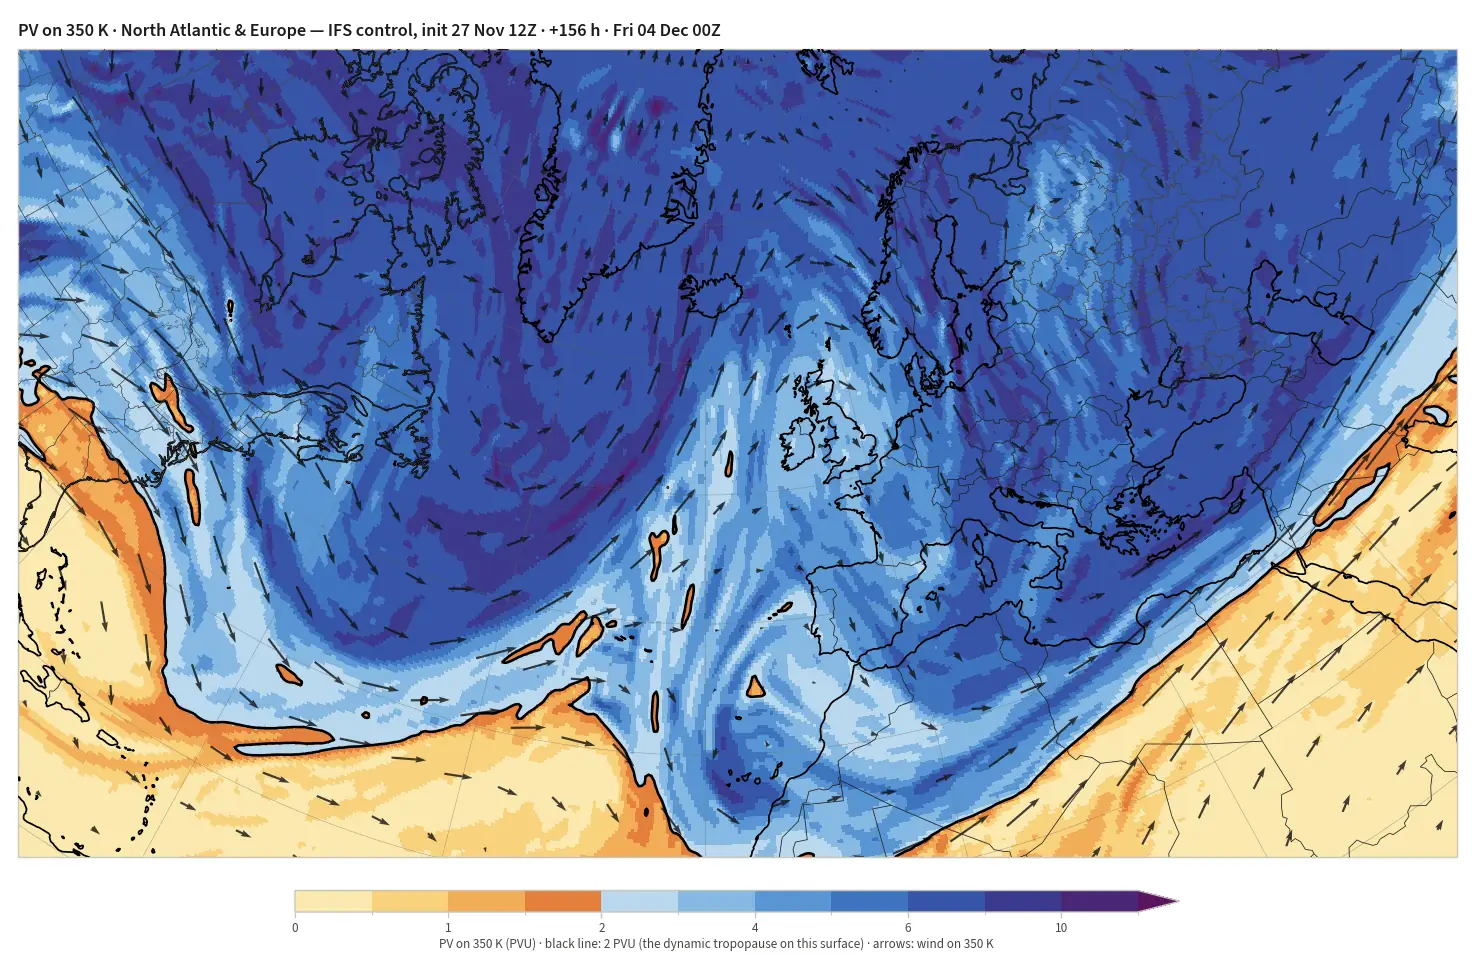 PV on 350 K · North Atlantic & Europe — IFS control, init 27 Nov 12Z · +156 h · Fri 04 Dec 00Z
0 1 2 4 6 10
PV on 350 K (PVU) · black line: 2 PVU (the dynamic tropopause on this surface) · arrows: wind on 350 K